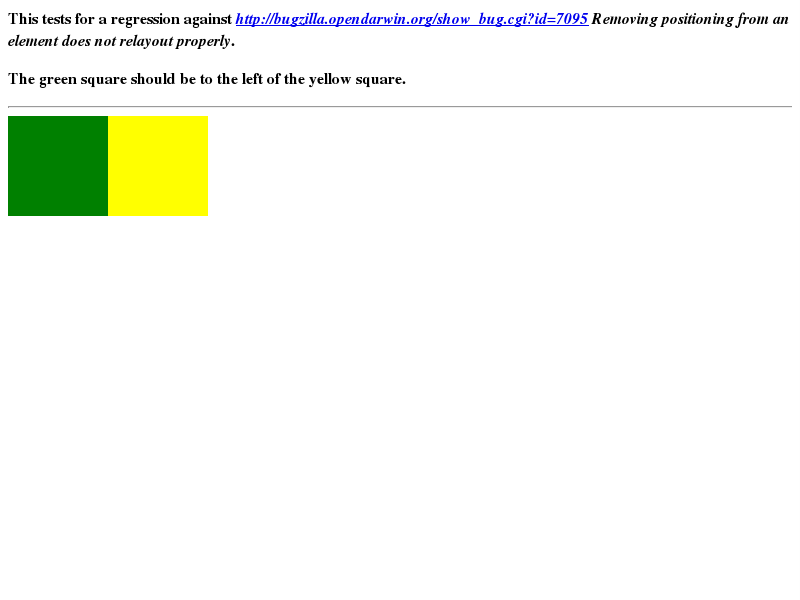 This tests for a regression against http://bugzilla.opendarwin.org/show_bug.cgi?id=7095 Removing positioning from an
element does not relayout properly.
The green square should be to the left of the yellow square.